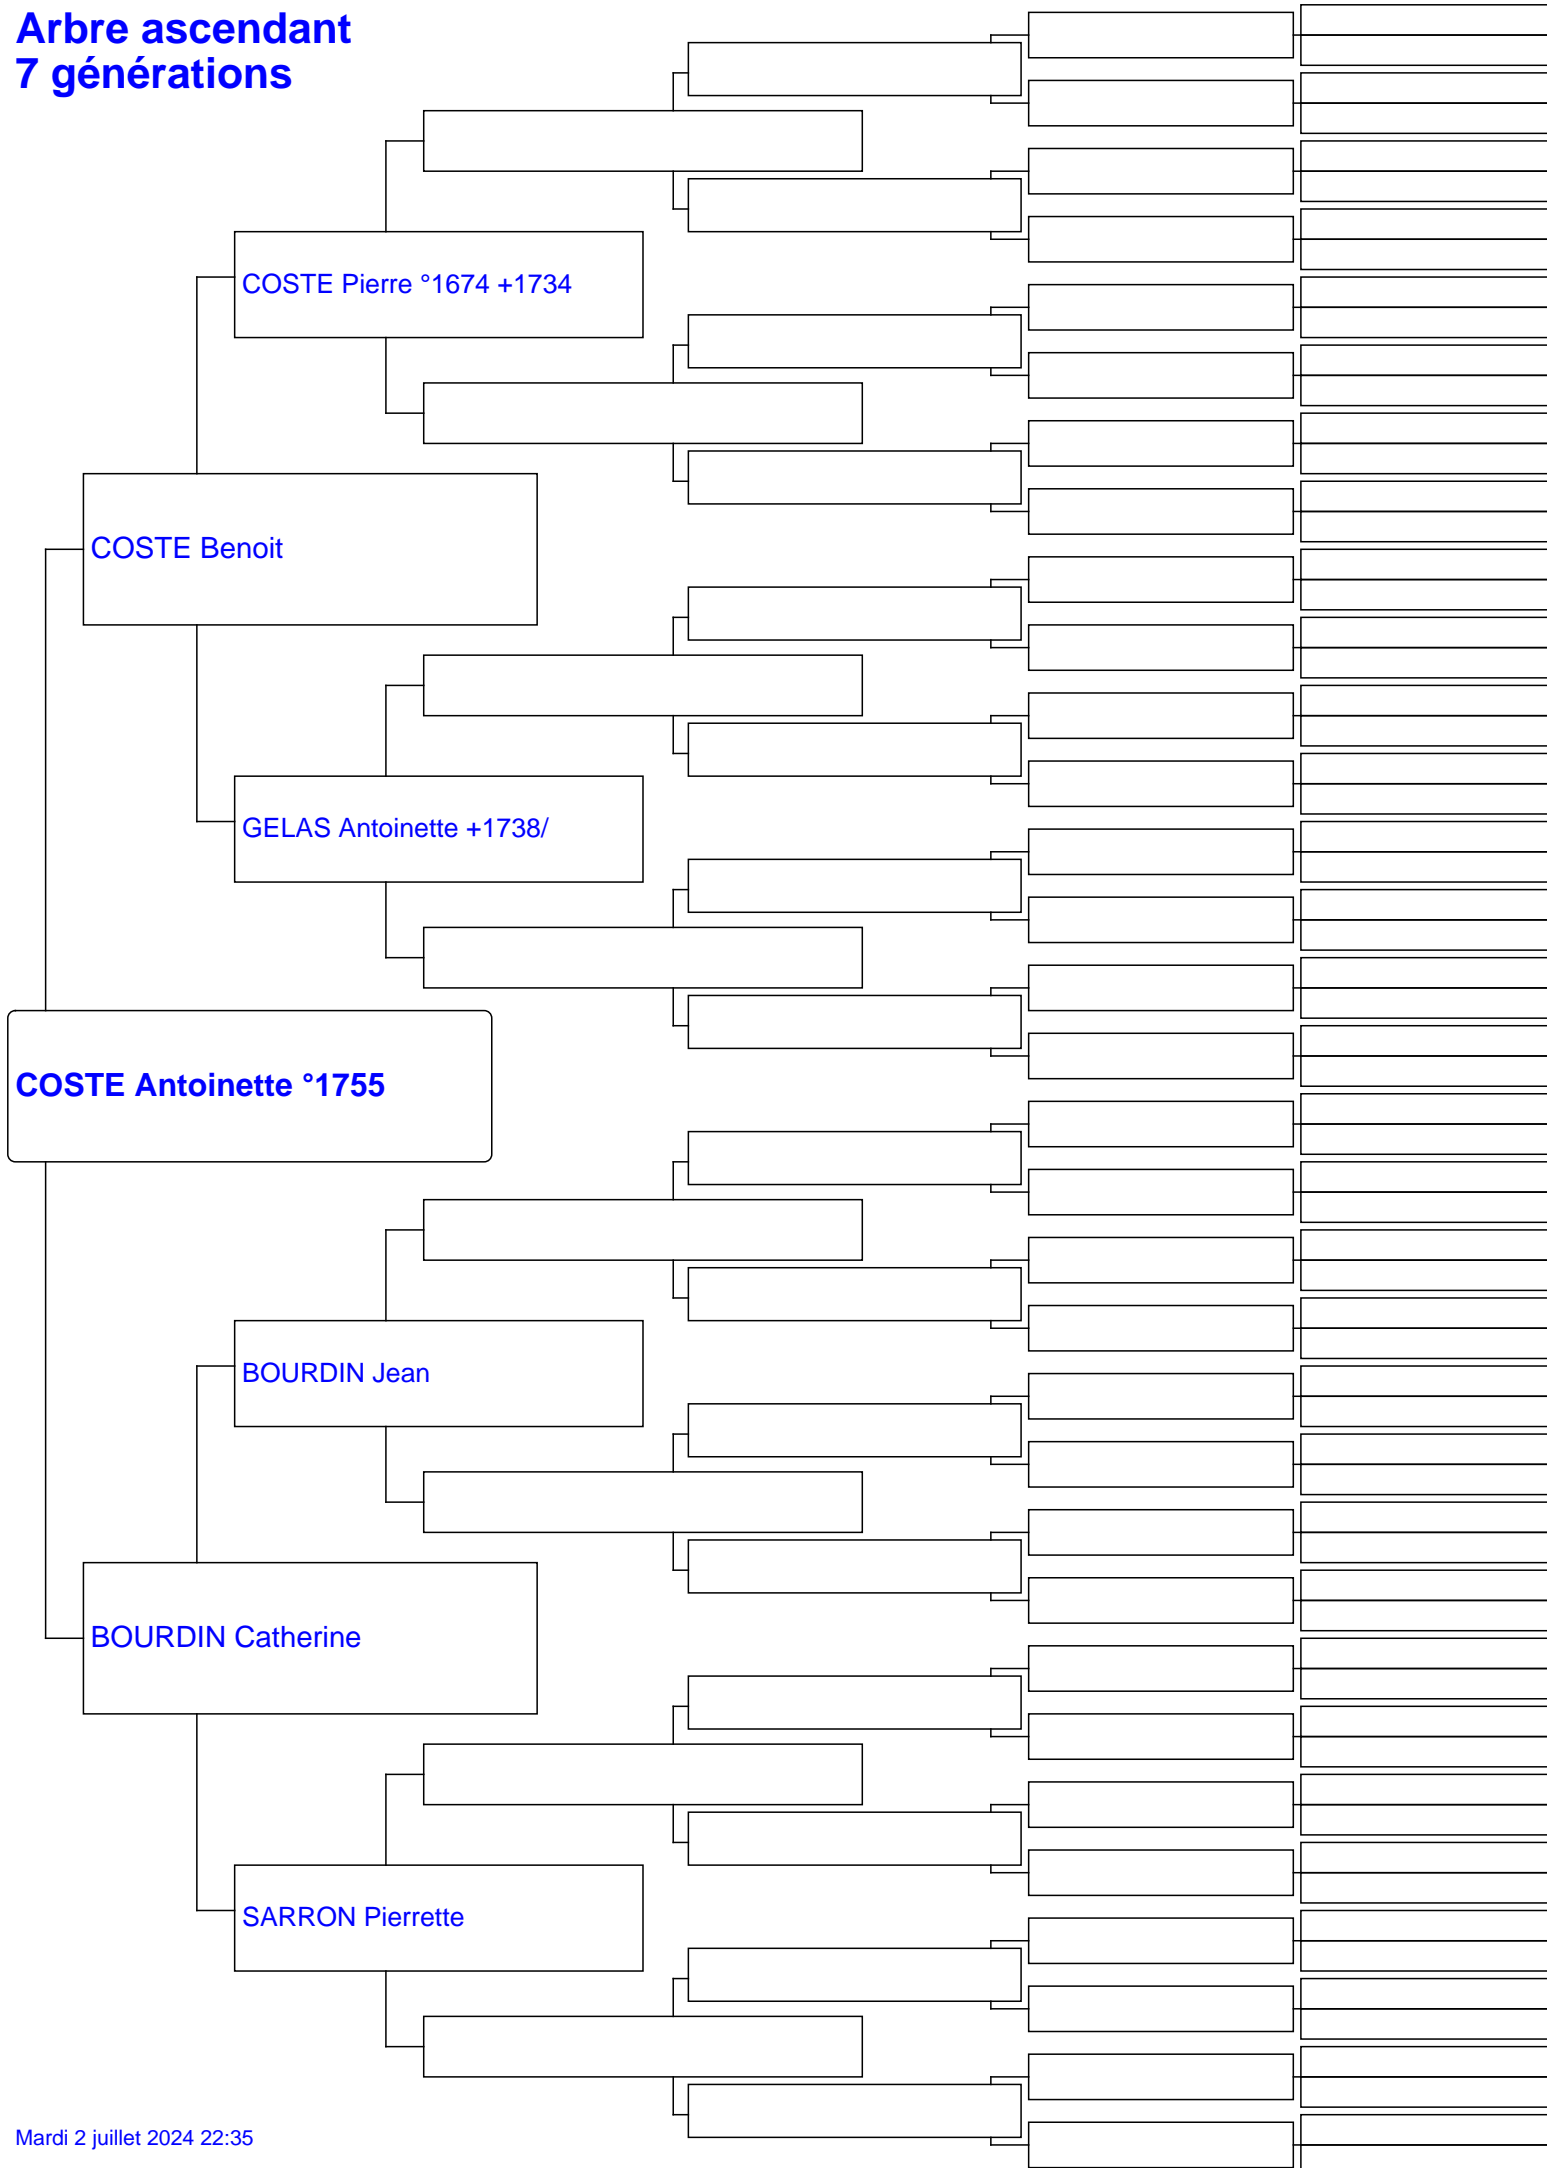 Arbre ascendant
7 générations
COSTE Pierre °1674 +1734
COSTE Benoit
GELAS Antoinette +1738/
COSTE Antoinette °1755
BOURDIN Jean
BOURDIN Catherine
SARRON Pierrette
Mardi 2 juillet 2024 22:35